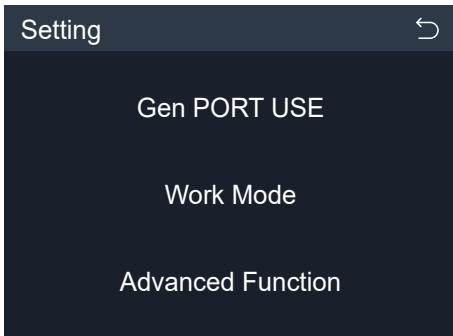 Setting
Gen PORT USE
Work Mode
Advanced Function